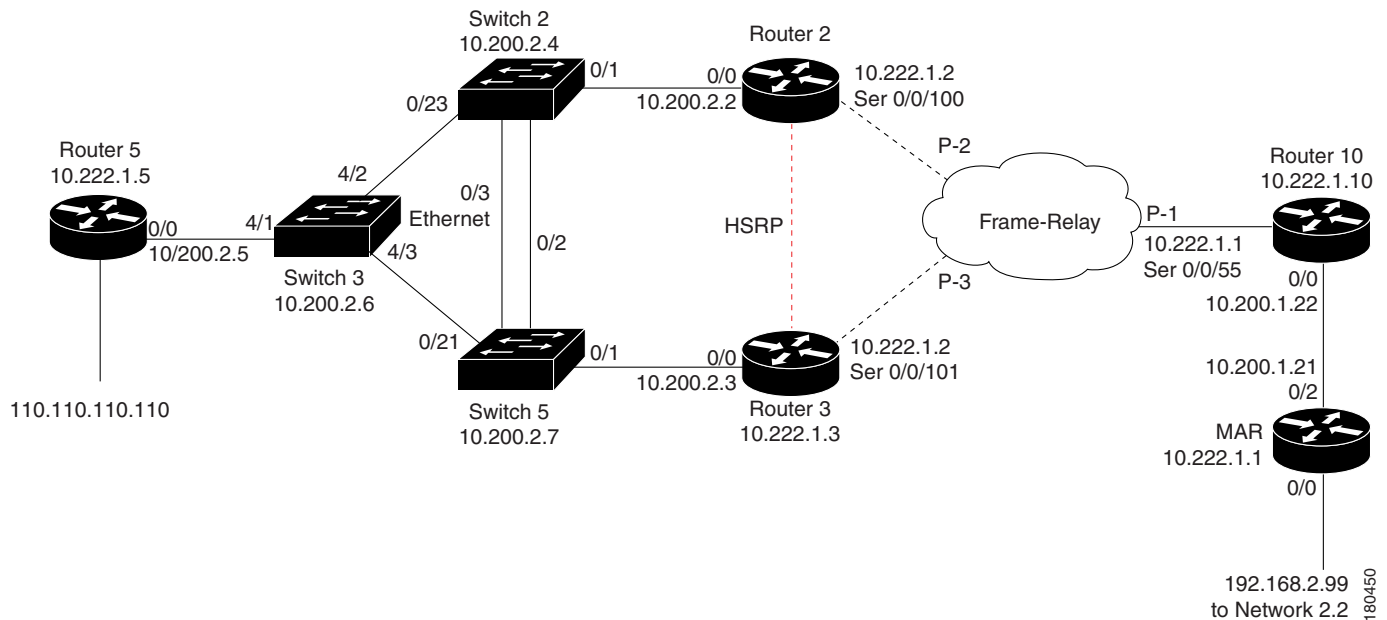 Switch 2
10.200.2.4
0/1
0/23
Router 2
0/0
10.200.2.2
10.222.1.2
Ser 0/0/100
P-2
Router 5
10.222.1.5
0/0
10/200.2.5
4/1
4/2
4/3
Switch 3
10.200.2.6
0/3
Ethernet
0/2
HSRP
Frame-Relay
P-1
10.222.1.1
Ser 0/0/55
Router 10
10.222.1.10
0/0
10.200.1.22
P-3
0/21
0/1
Switch 5
10.200.2.7
0/0
10.200.2.3
10.222.1.2
Ser 0/0/101
Router 3
10.222.1.3
110.110.110.110
10.200.1.21
0/2
MAR
10.222.1.1
0/0
192.168.2.99
to Network 2.2
180450